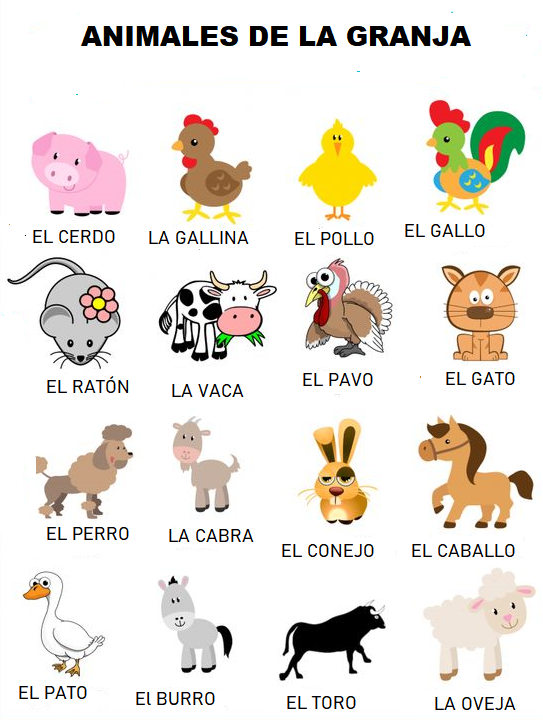 ANIMALES DE LA GRANJA
EL CERDO
LA GALLINA
EL POLLO
EL GALLO
EL RATÓN
LA VACA
EL PAVO
EL GATO
EL PERRO
LA CABRA
EL CONEJO
EL CABALLO
EL PATO
El BURRO
EL TORO
LA OVEJA